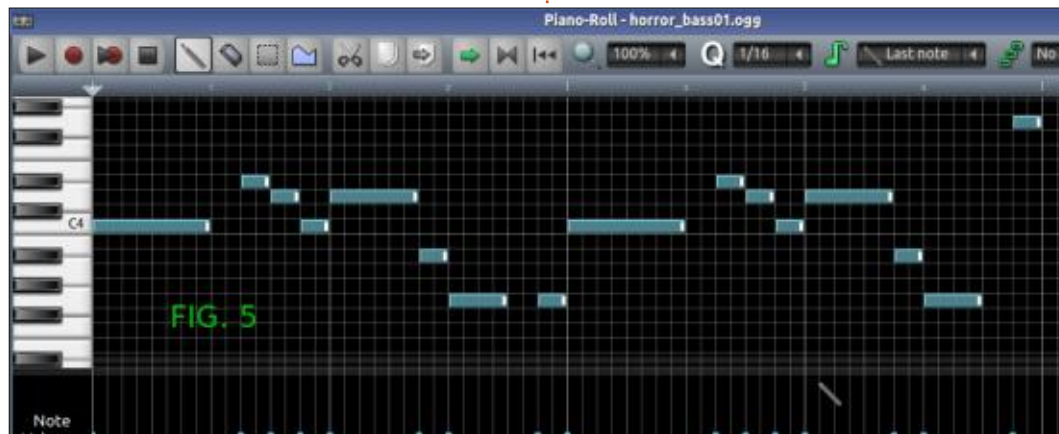 Piano-Roll - horror_bass01.ogg
100% Q 1/16 Last note No
C4
FIG. 5
Note